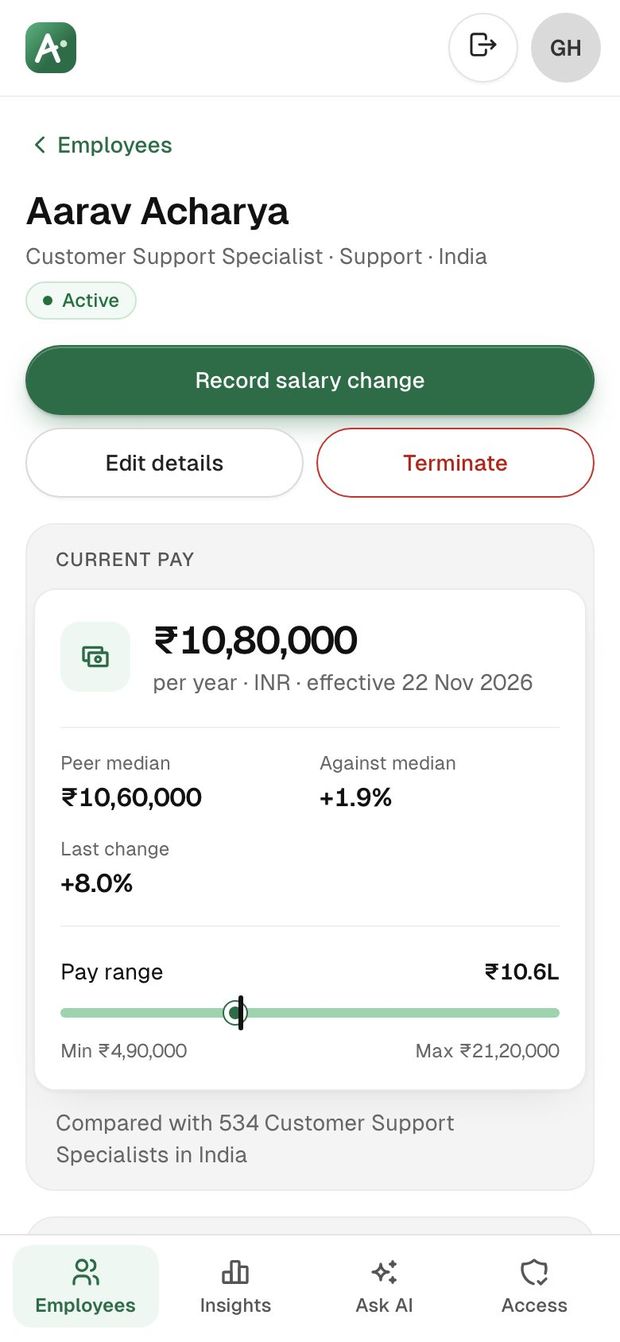 A
GH
Employees
Aarav Acharya
Customer Support Specialist · Support · India
Active
Record salary change
Edit details
Terminate
CURRENT PAY
₹10,80,000
per year · INR · effective 22 Nov 2026
Peer median
Against median
₹10,60,000
+1.9%
Last change
+8.0%
Pay range
₹10.6L
Min ₹4,90,000
Max ₹21,20,000
Compared with 534 Customer Support
Specialists in India
Employees
Insights
Ask AI
Access